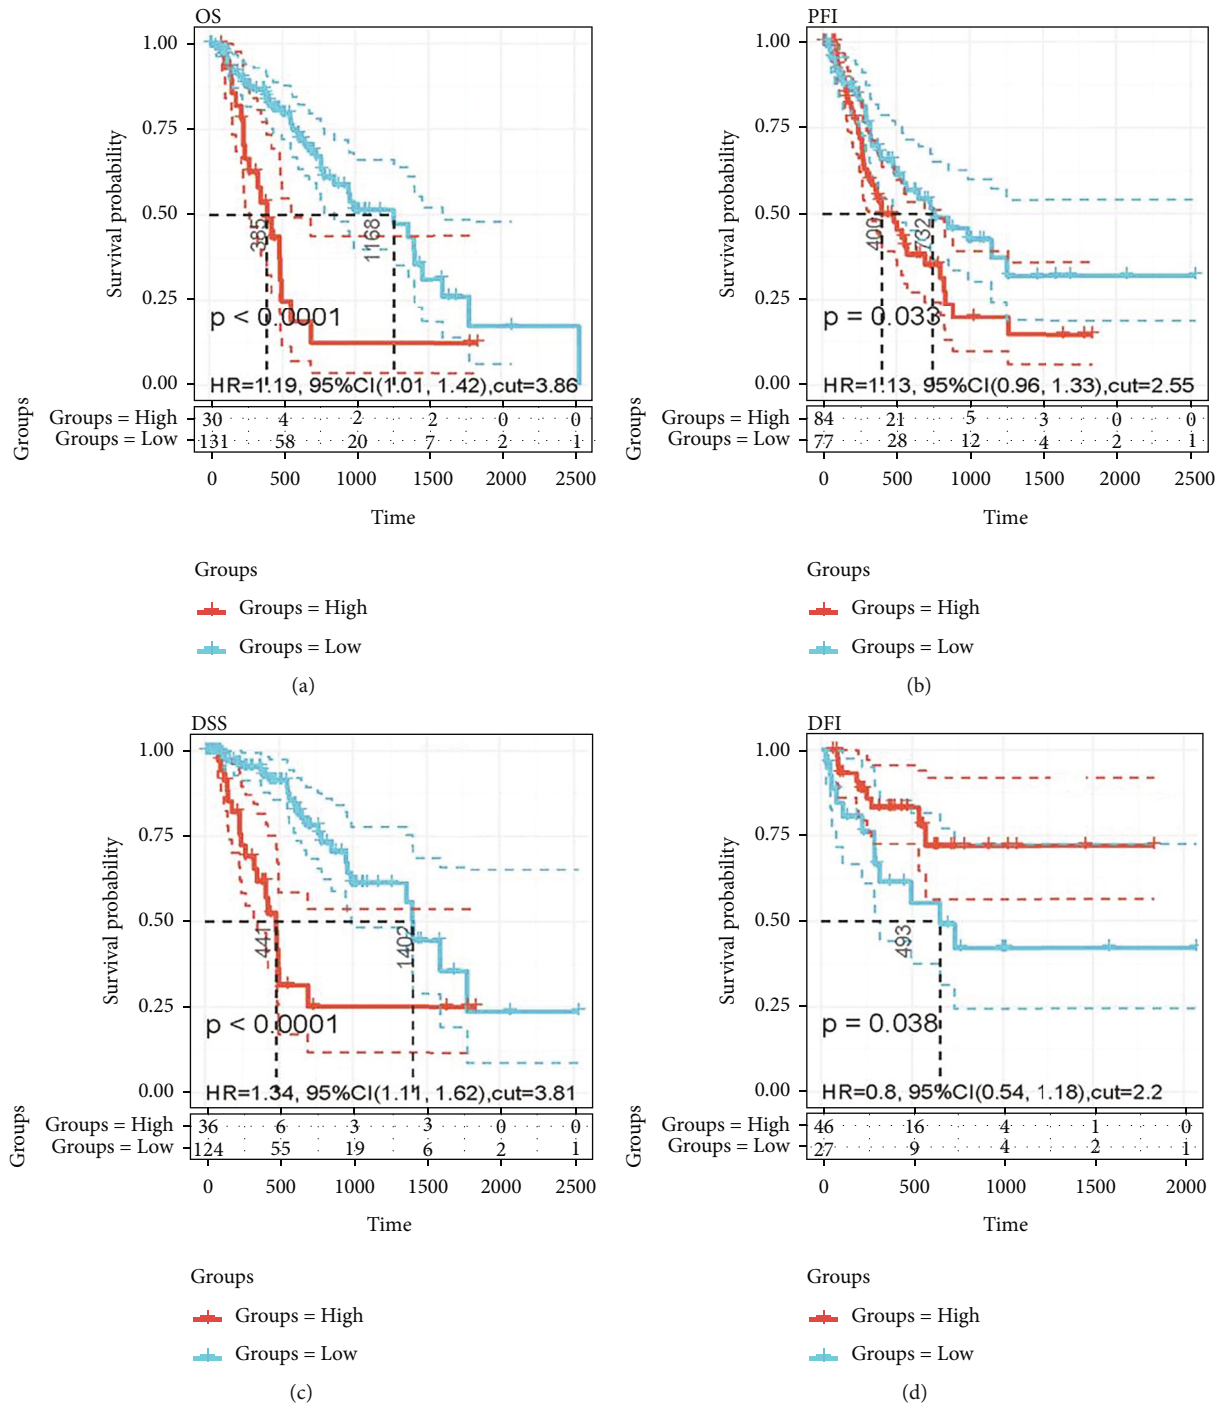 OS
Survival probability
1.00
0.75
0.50
0.25
0.00
385
1168
p < 0.0001
HR=1.19, 95%CI(1.01, 1.42),cut=3.86
Groups
Groups = High 30 4 2 2 0 0
Groups = Low 131 58 20 7 2 1
0 500 1000 1500 2000 2500
Time
Groups
Groups = High
Groups = Low
(a)
PFI
Survival probability
1.00
0.75
0.50
0.25
0.00
400
732
p = 0.033
HR=1.13, 95%CI(0.96, 1.33),cut=2.55
Groups
Groups = High 84 21 5 3 0 0
Groups = Low 77 28 12 4 2 1
0 500 1000 1500 2000 2500
Time
Groups
Groups = High
Groups = Low
(b)
DSS
Survival probability
1.00
0.75
0.50
0.25
0.00
441
1402
p < 0.0001
HR=1.34, 95%CI(1.11, 1.62),cut=3.81
Groups
Groups = High 36 6 3 3 0 0
Groups = Low 124 55 19 6 2 1
0 500 1000 1500 2000 2500
Time
Groups
Groups = High
Groups = Low
(c)
DFI
Survival probability
1.00
0.75
0.50
0.25
0.00
493
p = 0.038
HR=0.8, 95%CI(0.54, 1.18),cut=2.2
Groups
Groups = High 46 16 4 1 0
Groups = Low 27 9 4 2 1
0 500 1000 1500 2000
Time
Groups
Groups = High
Groups = Low
(d)